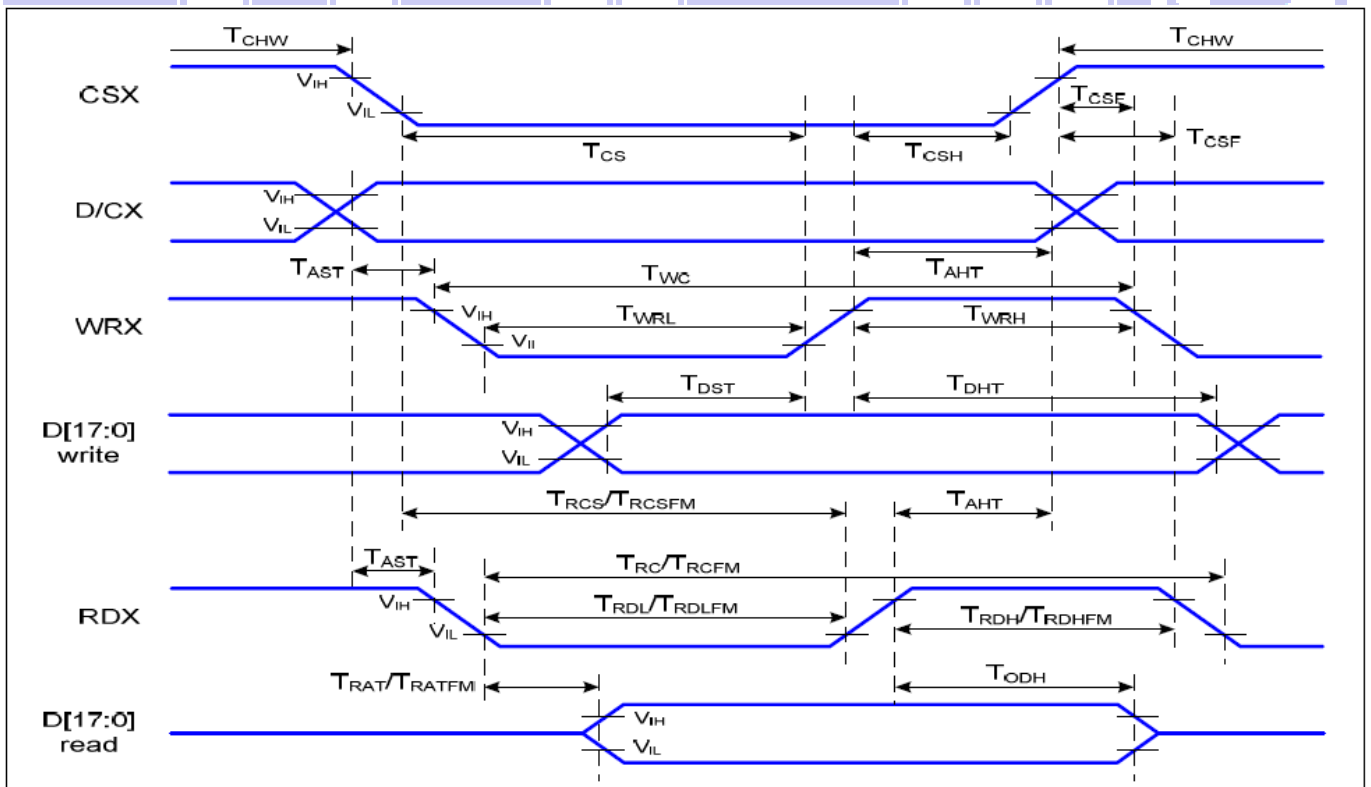 TCHW TCHW
VIH
CSX
VIL
TCSF
TCS TCSH TCSF
VIH
D/CX
VIL
TAST TWC TAHT
WRX
VIH TWRL TWRH
VIL
TDST TDHT
D[17:0]
write
VIH
VIL
TRCS/TRCSFM TAHT
TAST TRC/TRCFM
RDX
VIH TRDL/TRDLFM TRDH/TRDHFM
VIL
TRAT/TRATFM TODH
D[17:0]
read
VIH
VIL